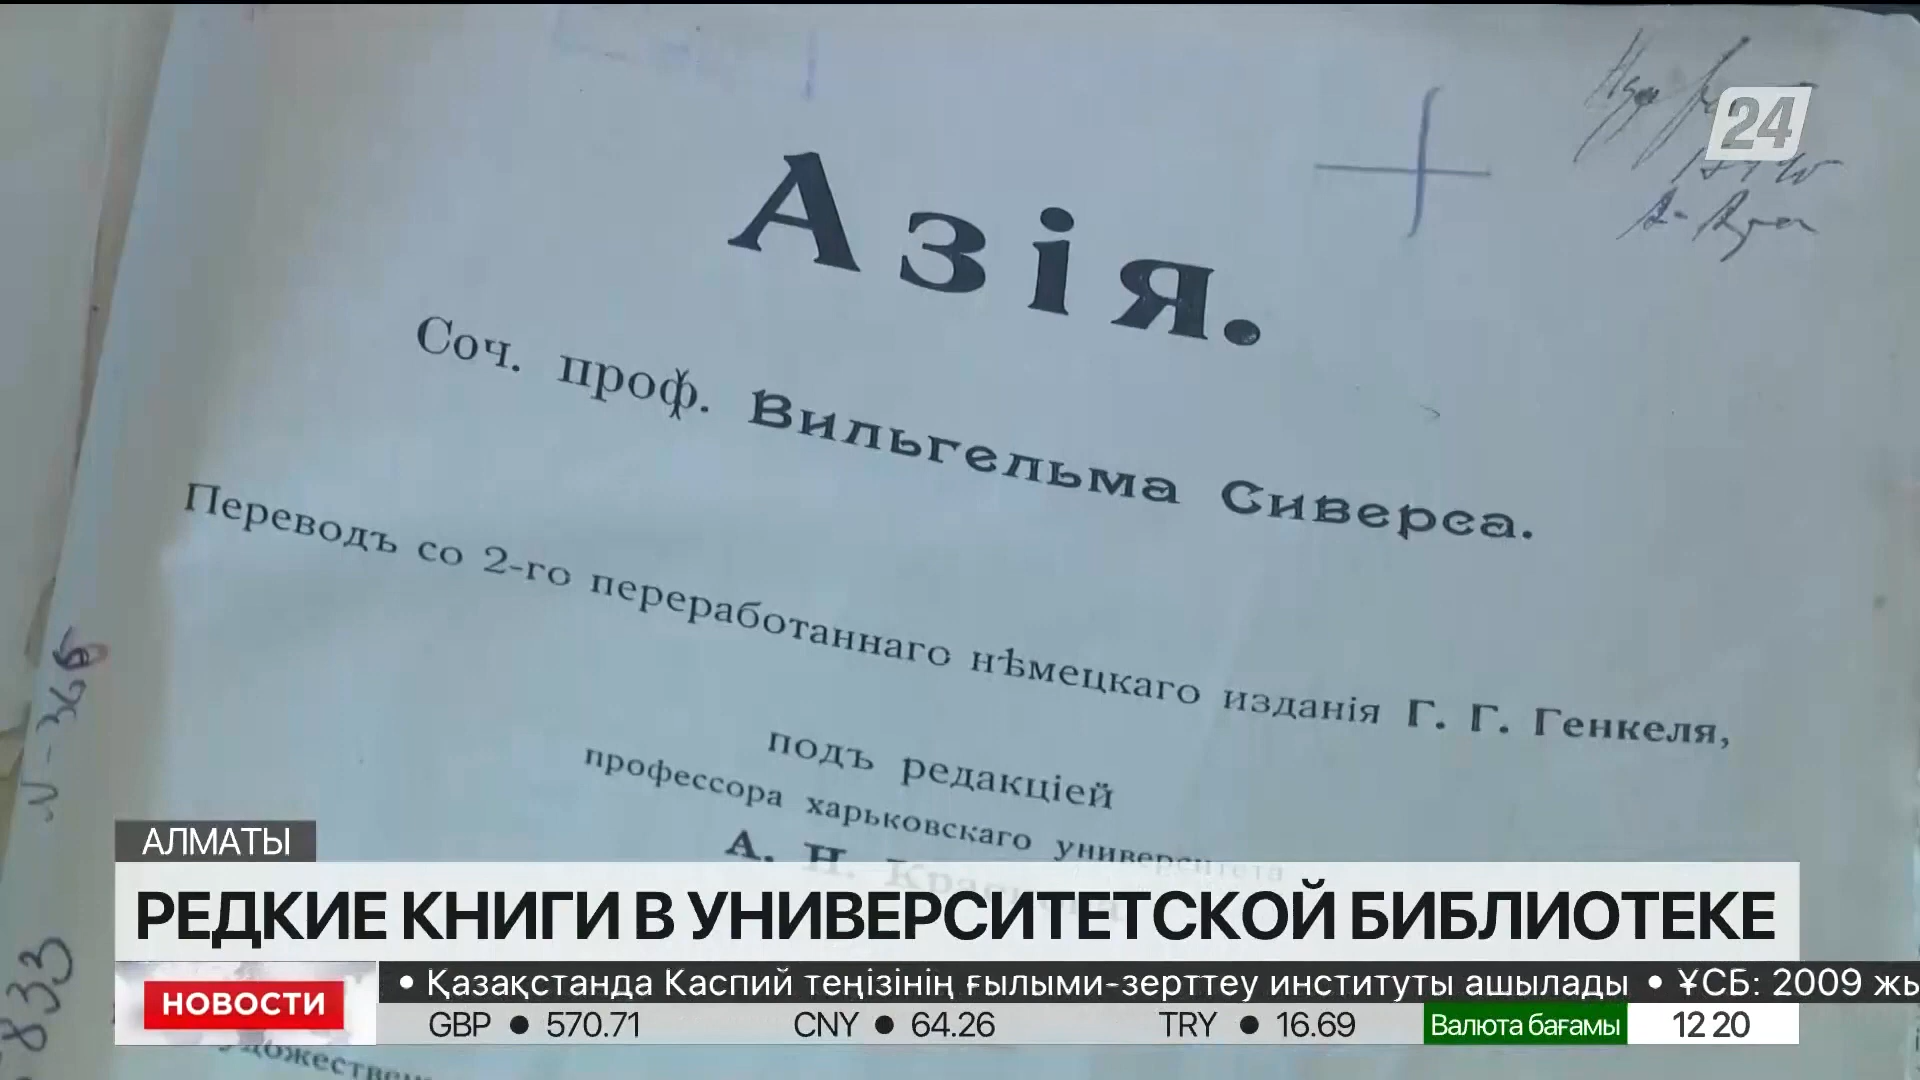 24
Азія.
Соч. проф. Вильгельма Сиверса.
Переводъ со 2-го переработаннаго нѣмецкаго изданія Г. Г. Генкеля,
подъ редакціей
профессора харьковскаго университета
А. Н.
N-366
АЛМАТЫ
РЕДКИЕ КНИГИ В УНИВЕРСИТЕТСКОЙ БИБЛИОТЕКЕ
НОВОСТИ
• Қазақстанда Каспий теңізінің ғылыми-зерттеу институты ашылады • ҰСБ: 2009 жы
GBP ● 570.71 CNY ● 64.26 TRY ● 16.69 Валюта бағамы 12 20